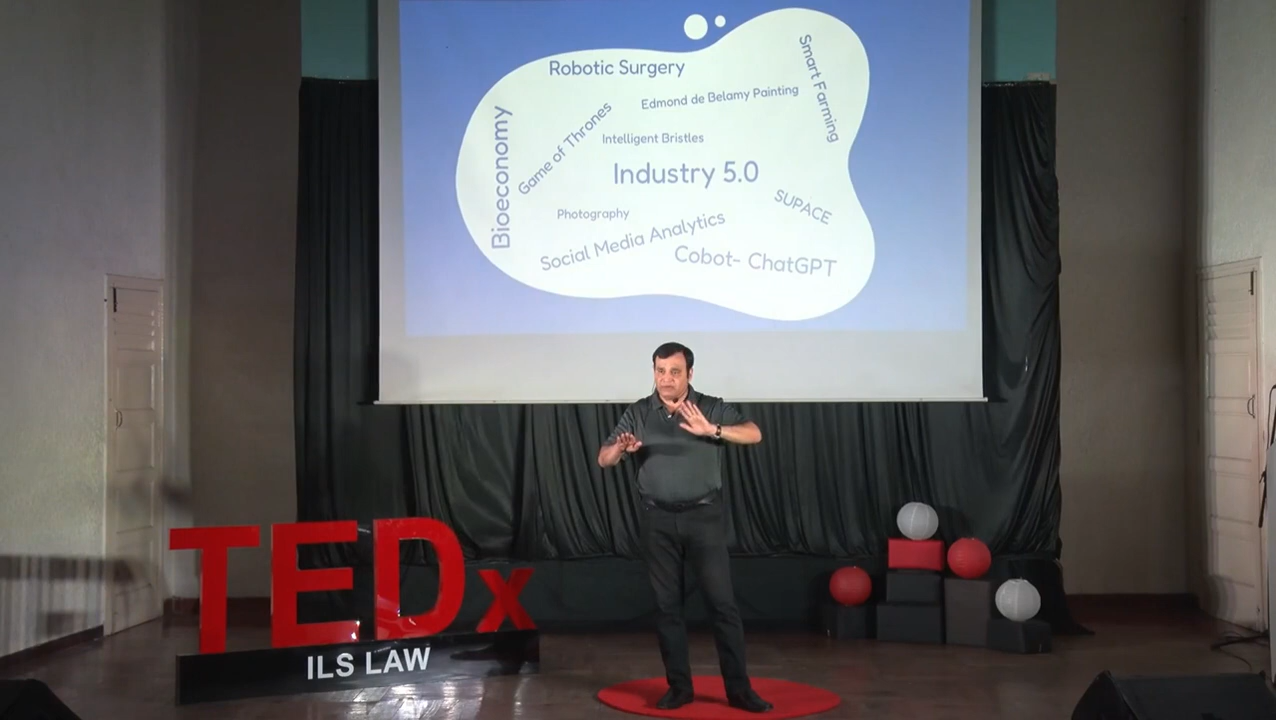 Robotic Surgery
Smart Farming
Edmond de Belamy Painting
Game of Thrones
Bioeconomy
Intelligent Bristles
Industry 5.0
SUPACE
Photography
Social Media Analytics
Cobot- ChatGPT
TEDx
ILS LAW